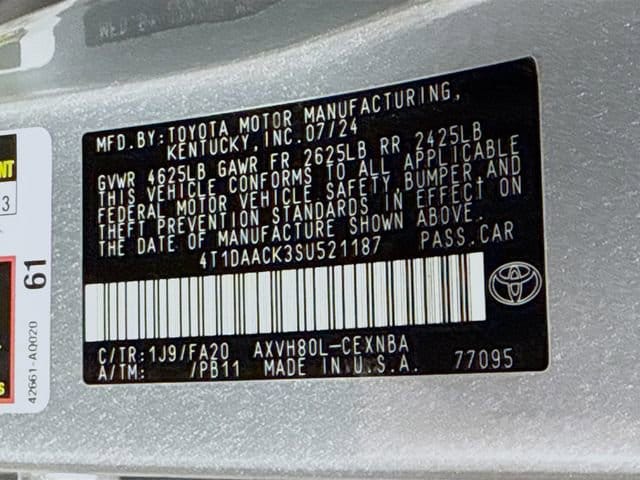 MFD.BY:TOYOTA MOTOR MANUFACTURING,
KENTUCKY,INC.07/24
GVWR 4625LB GAWR FR 2625LB RR 2425LB
THIS VEHICLE CONFORMS TO ALL APPLICABLE
FEDERAL MOTOR VEHICLE SAFETY,BUMPER,AND
THEFT PREVENTION STANDARDS IN EFFECT ON
THE DATE OF MANUFACTURE SHOWN ABOVE.
4T1DAACK3SU521187 PASS.CAR
C/TR:1J9/FA20 AXVH80L-CEXNBA
A/TM: /PB11 MADE IN U.S.A. 77095
NT
3
61
42661-A0020
S